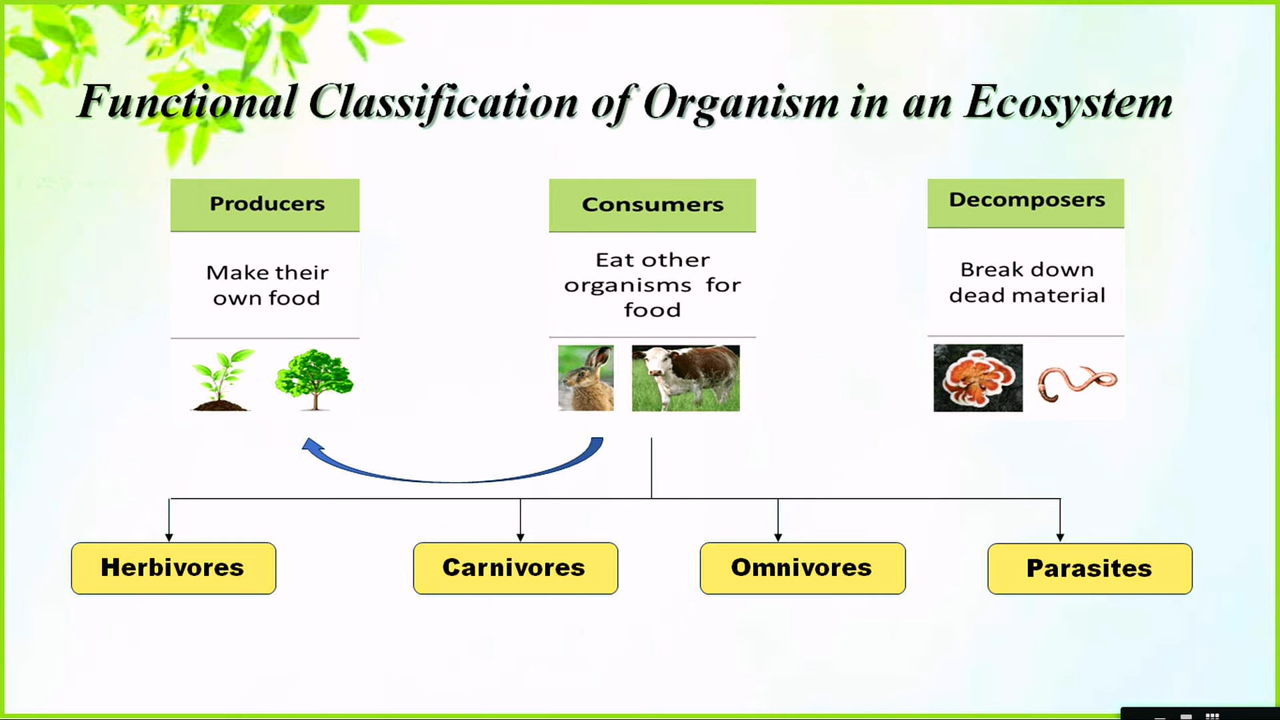 Functional Classification of Organism in an Ecosystem
Producers
Make their
own food
Consumers
Eat other
organisms for
food
Decomposers
Break down
dead material
Herbivores
Carnivores
Omnivores
Parasites